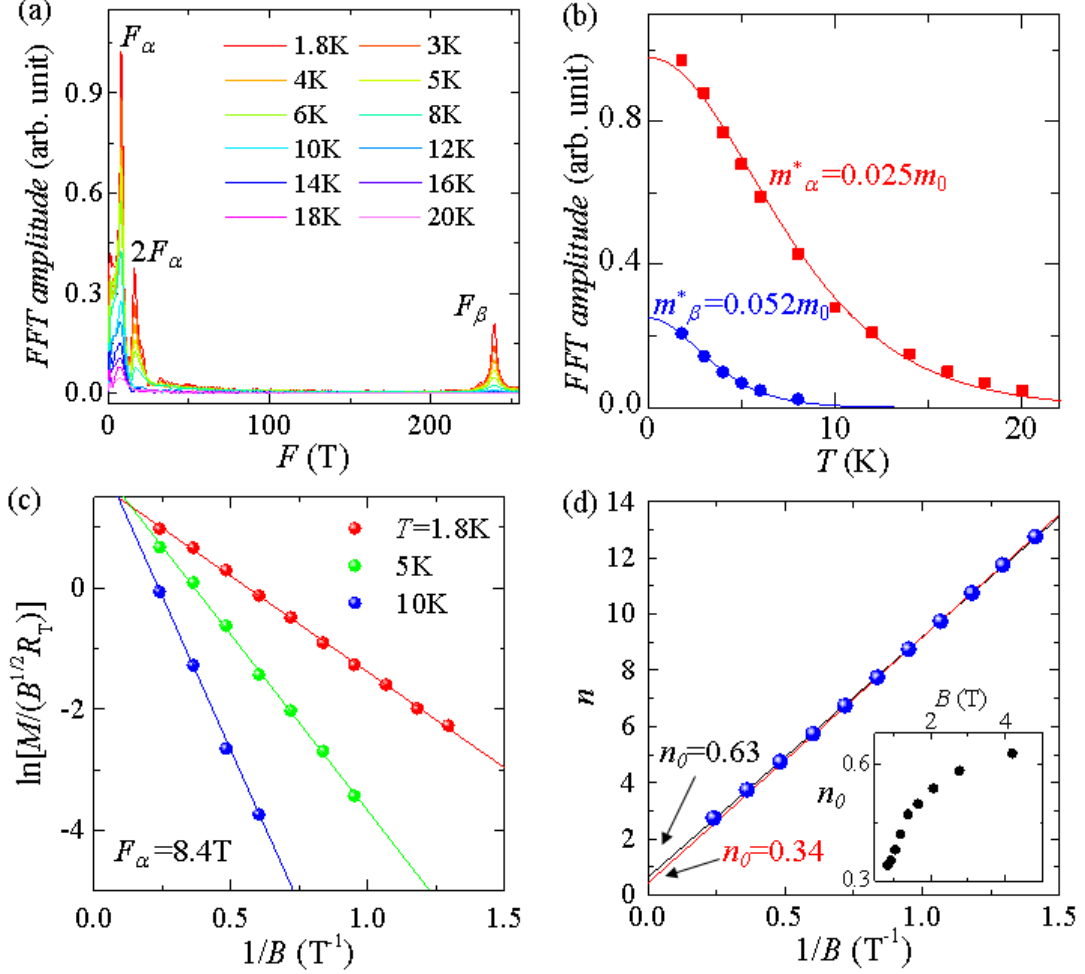 (a)
FFT amplitude (arb. unit)
0.9
0.6
0.3
0.0
Fα
2Fα
Fβ
1.8K 3K
4K 5K
6K 8K
10K 12K
14K 16K
18K 20K
0 100 200
F (T)
(b)
FFT amplitude (arb. unit)
0.8
0.4
0.0
m*α=0.025m0
m*β=0.052m0
0 10 20
T (K)
(c)
ln[M/(B1/2RT)]
0
-2
-4
T=1.8K
5K
10K
Fα=8.4T
0.0 0.5 1.0 1.5
1/B (T-1)
(d)
n
14
12
10
8
6
4
2
0
n0=0.63
n0=0.34
B (T)
2 4
n0
0.6
0.3
0.0 0.5 1.0 1.5
1/B (T-1)